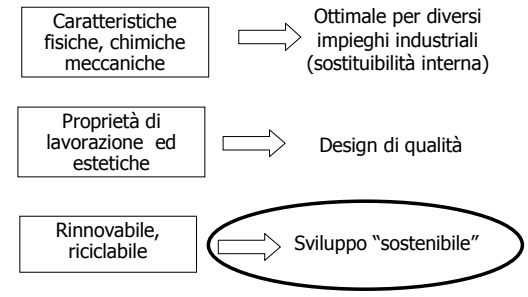 Caratteristiche
fisiche, chimiche
meccaniche
Ottimale per diversi
impieghi industriali
(sostituibilità interna)
Proprietà di
lavorazione ed
estetiche
Design di qualità
Rinnovabile,
riciclabile
Sviluppo “sostenibile”